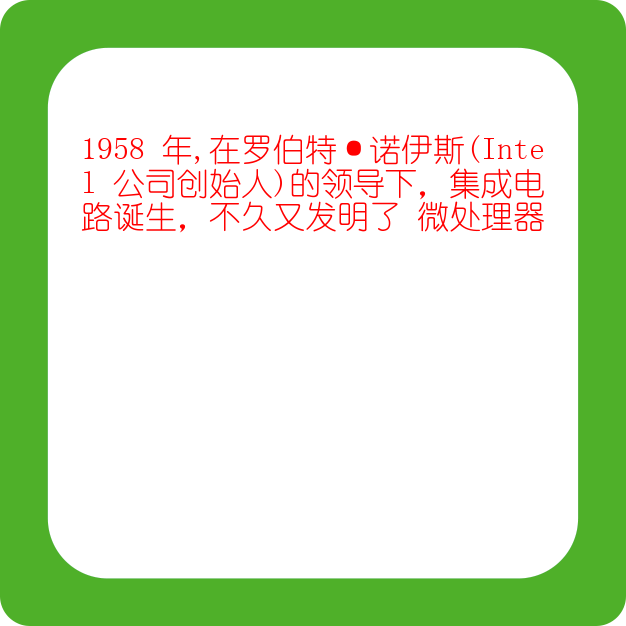 1958 年,在罗伯特•诺伊斯(Inte
l 公司创始人)的领导下，集成电
路诞生，不久又发明了 微处理器